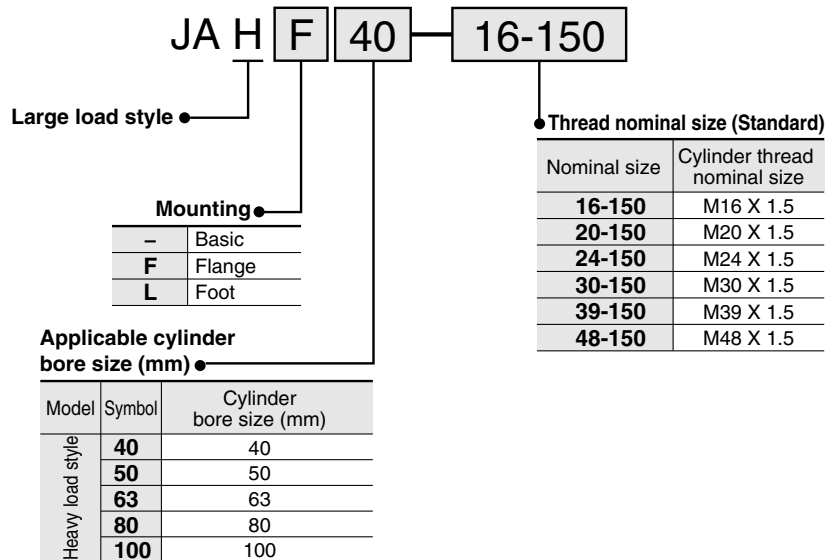 JA H F 40 16-150
Large load style
Mounting
– Basic
F Flange
L Foot
Applicable cylinder
bore size (mm)
Model Symbol Cylinder
bore size (mm)
Heavy load style
40 40
50 50
63 63
80 80
100 100
Thread nominal size (Standard)
Nominal size Cylinder thread
nominal size
16-150 M16 X 1.5
20-150 M20 X 1.5
24-150 M24 X 1.5
30-150 M30 X 1.5
39-150 M39 X 1.5
48-150 M48 X 1.5